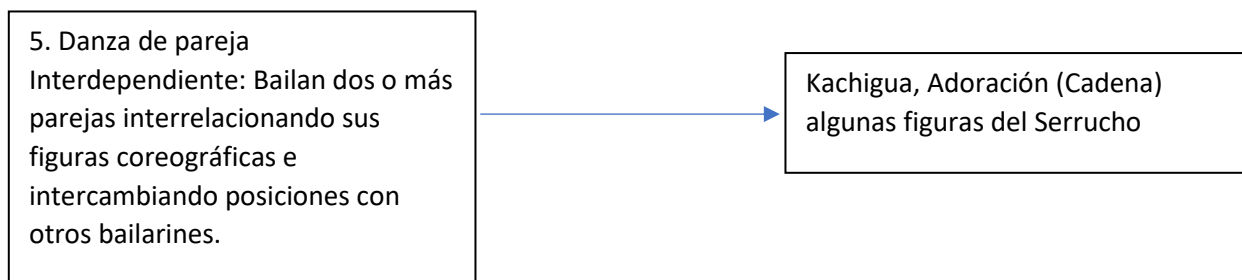 5. Danza de pareja
Interdependiente: Bailan dos o más
parejas interrelacionando sus
figuras coreográficas e
intercambiando posiciones con
otros bailarines.
Kachigua, Adoración (Cadena)
algunas figuras del Serrucho